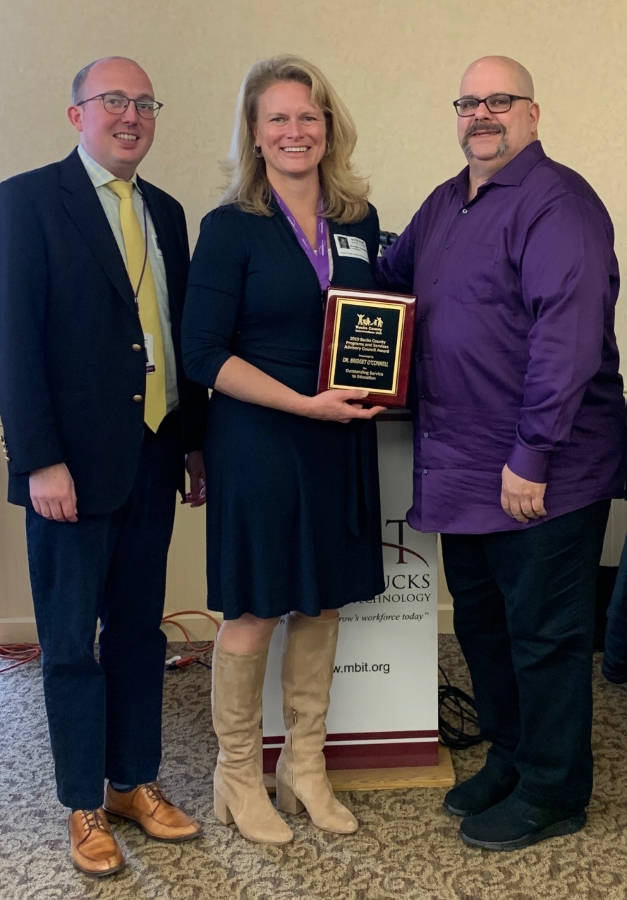 Bucks County
2019 Bucks County
Programs and Services
Advisory Council Award
Presented to
DR. BRIDGET O'CONNELL
Outstanding Service
to Education
T
UCKS
TECHNOLOGY
row's workforce today"
w.mbit.org